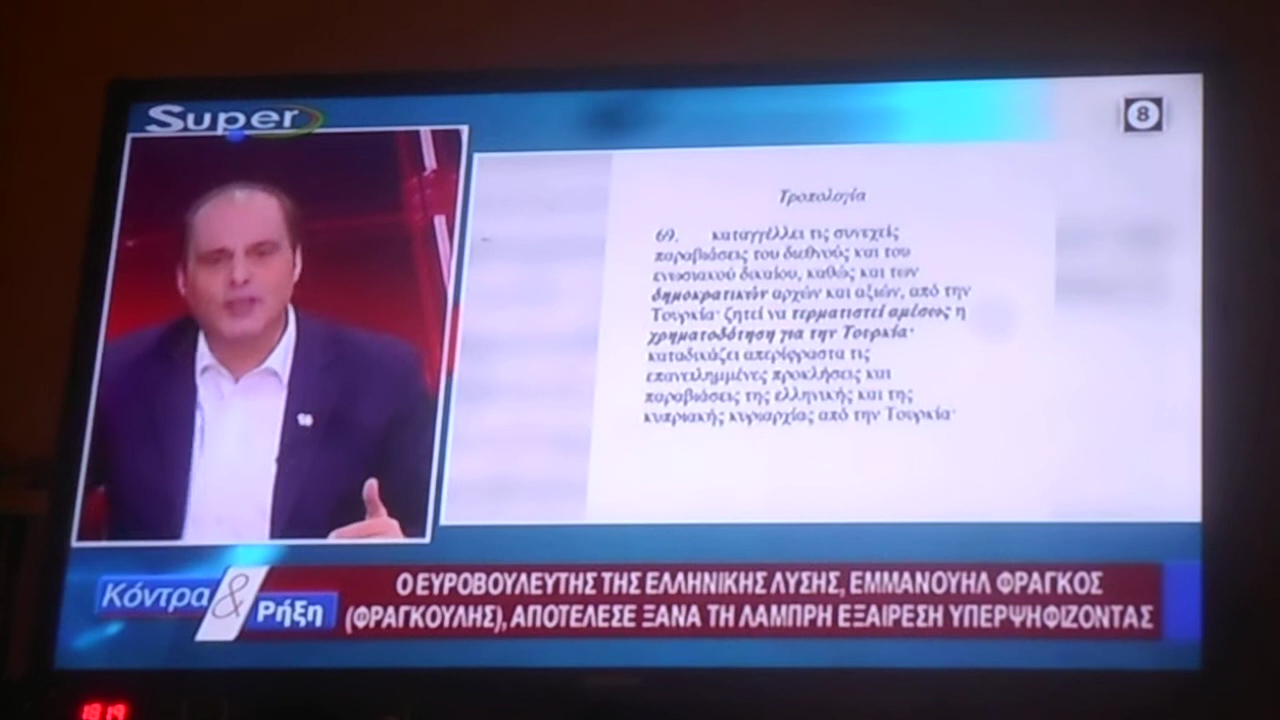 Super
8
Τροπολογία
69. καταγγέλλει τις συνεχείς
παραβιάσεις του διεθνούς και του
ενωσιακού δικαίου, καθώς και των
δημοκρατικών αρχών και αξιών, από την
Τουρκία· ζητεί να τερματιστεί αμέσως η
χρηματοδότηση για την Τουρκία·
καταδικάζει απερίφραστα τις
επανειλημμένες προκλήσεις και
παραβιάσεις της ελληνικής και της
κυπριακής κυριαρχίας από την Τουρκία·
Κόντρα & Ρήξη
Ο ΕΥΡΟΒΟΥΛΕΥΤΗΣ ΤΗΣ ΕΛΛΗΝΙΚΗΣ ΛΥΣΗΣ, ΕΜΜΑΝΟΥΗΛ ΦΡΑΓΚΟΣ
(ΦΡΑΓΚΟΥΛΗΣ), ΑΠΟΤΕΛΕΣΕ ΞΑΝΑ ΤΗ ΛΑΜΠΡΗ ΕΞΑΙΡΕΣΗ ΥΠΕΡΨΗΦΙΖΟΝΤΑΣ